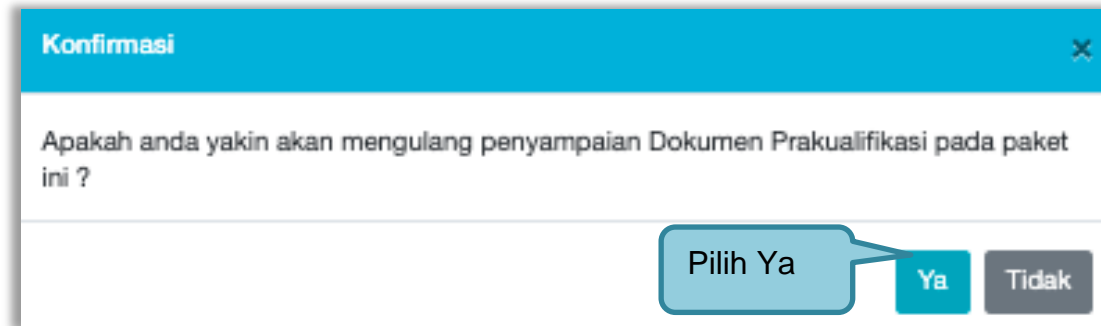 Konfirmasi
×
Apakah anda yakin akan mengulang penyampaian Dokumen Prakualifikasi pada paket
ini ?
Pilih Ya
Ya Tidak